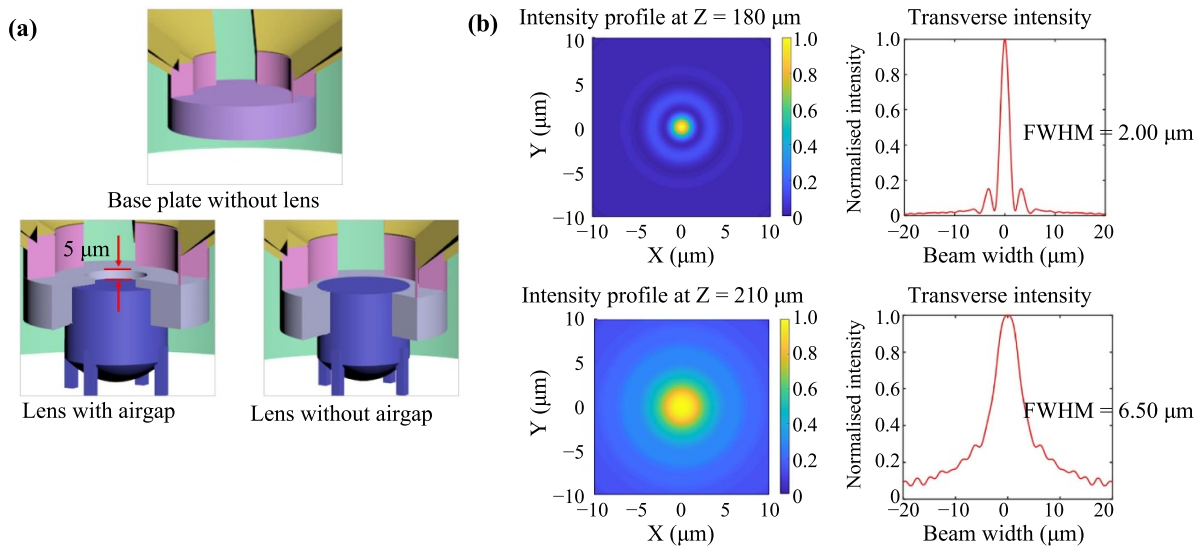 (a)
Base plate without lens
5 μm
Lens with airgap
Lens without airgap
(b)
Intensity profile at Z = 180 μm
10
5
0
−5
−10
−10
−5
0
5
10
Y (μm)
X (μm)
1.0
0.8
0.6
0.4
0.2
0
Transverse intensity
1.0
0.8
0.6
0.4
0.2
0
−20
−10
0
10
20
Normalised intensity
Beam width (μm)
FWHM = 2.00 μm
Intensity profile at Z = 210 μm
10
5
0
−5
−10
−10
−5
0
5
10
Y (μm)
X (μm)
1.0
0.8
0.6
0.4
0.2
0
Transverse intensity
1.0
0.8
0.6
0.4
0.2
0
−20
−10
0
10
20
Normalised intensity
Beam width (μm)
FWHM = 6.50 μm